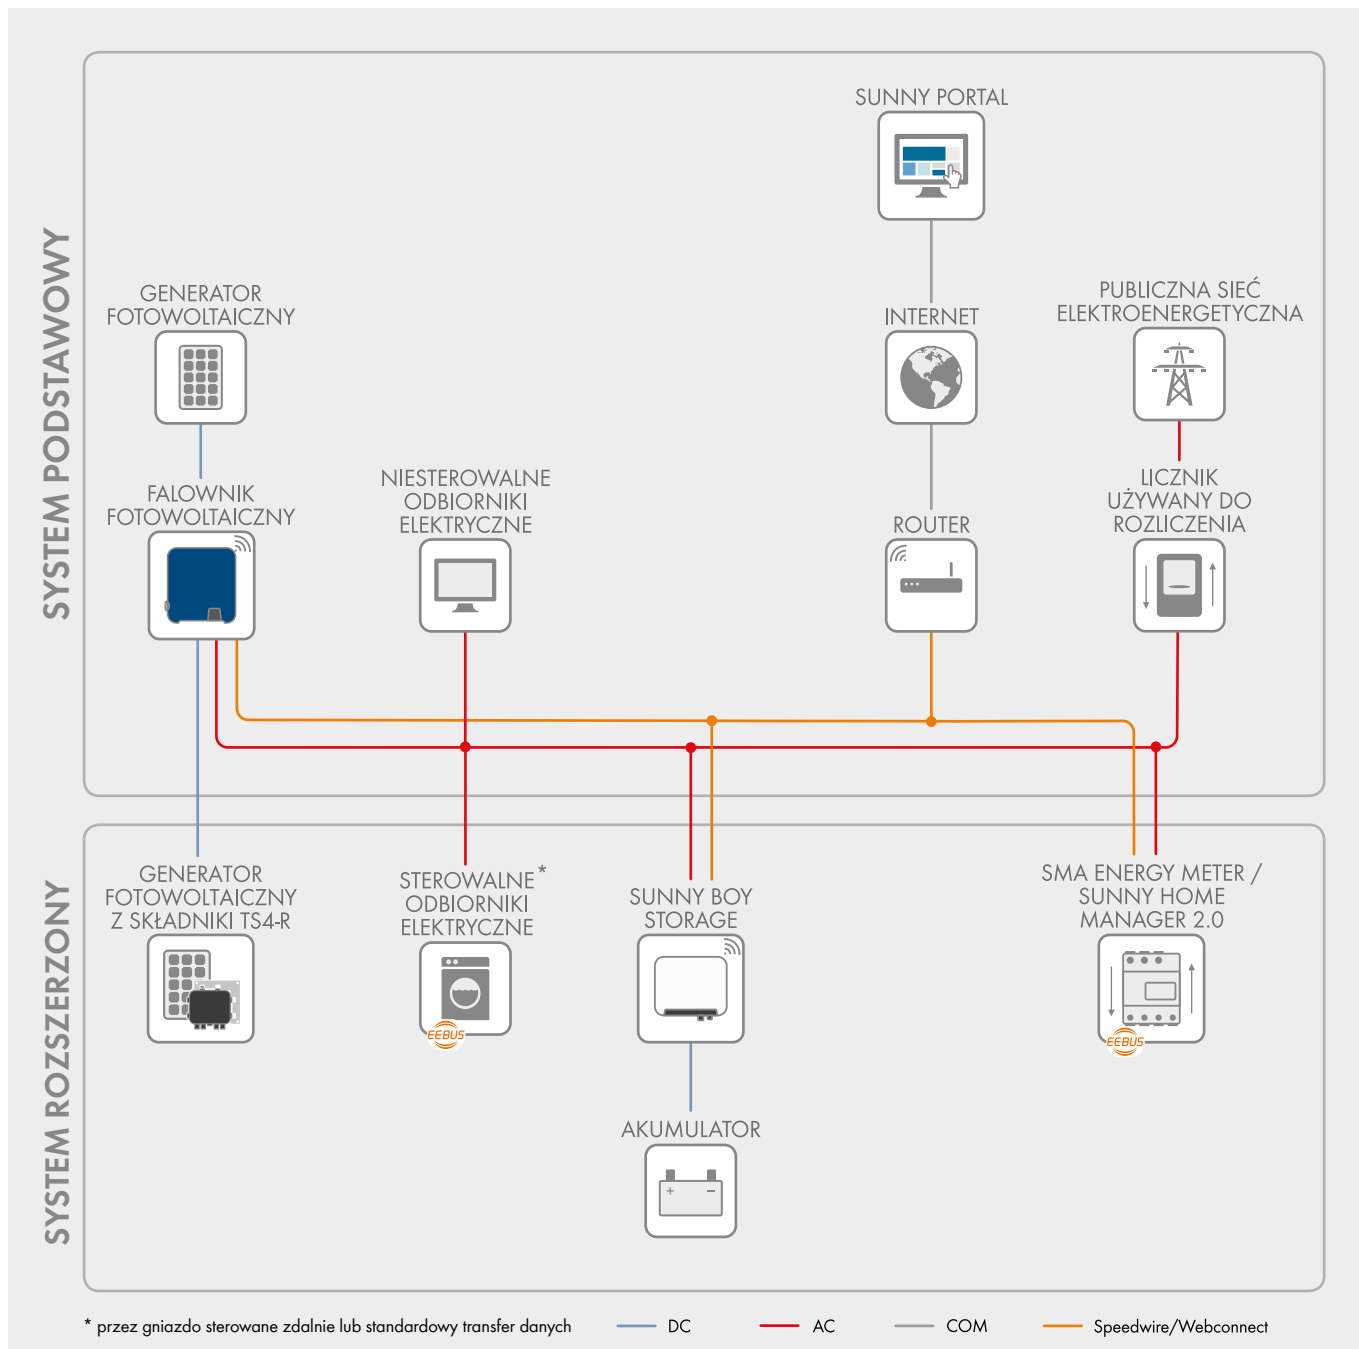 SYSTEM PODSTAWOWY
SUNNY PORTAL
GENERATOR
FOTOWOLTAICZNY
INTERNET
PUBLICZNA SIEĆ
ELEKTROENERGETYCZNA
FALOWNIK
FOTOWOLTAICZNY
NIESTEROWALNE
ODBIORNIKI
ELEKTRYCZNE
ROUTER
LICZNIK
UŻYWANY DO
ROZLICZENIA
SYSTEM ROZSZERZONY
GENERATOR
FOTOWOLTAICZNY
Z SKŁADNIKI TS4-R
STEROWALNE*
ODBIORNIKI
ELEKTRYCZNE
EEBUS
SUNNY BOY
STORAGE
SMA ENERGY METER /
SUNNY HOME
MANAGER 2.0
EEBUS
AKUMULATOR
+ −
* przez gniazdo sterowane zdalnie lub standardowy transfer danych
DC
AC
COM
Speedwire/Webconnect